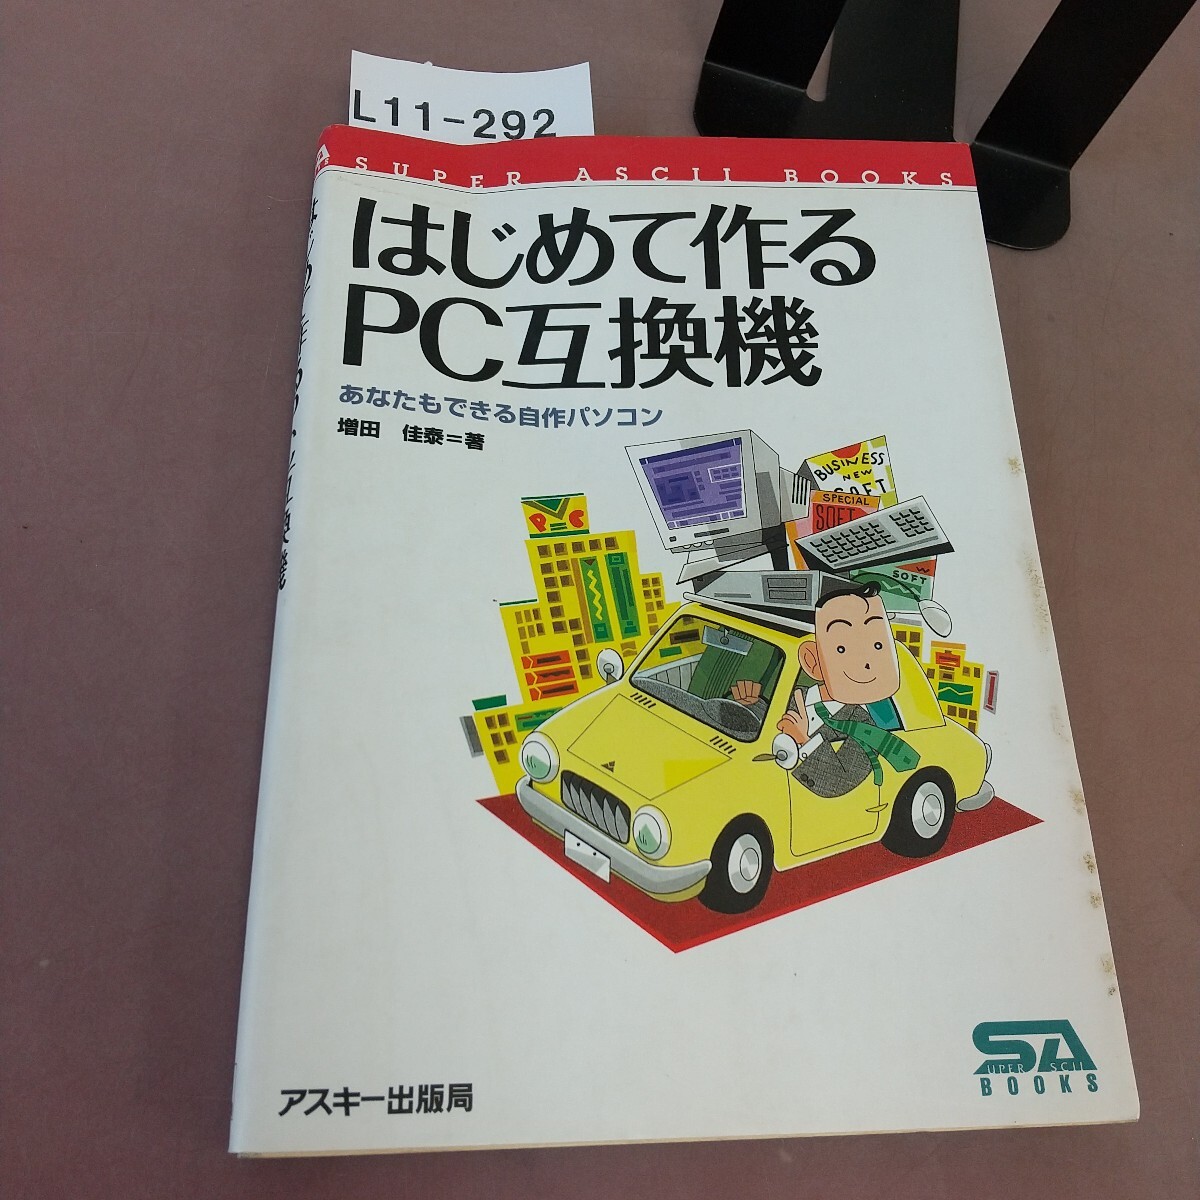 L11-292
SUPER ASCII BOOKS
はじめて作る
PC互換機
あなたもできる自作パソコン
増田　佳泰＝著
BUSINESS
NEW
SOFT
SPECIAL
SOFT
SOFT
PC
アスキー出版局
SUPER ASCII
BOOKS